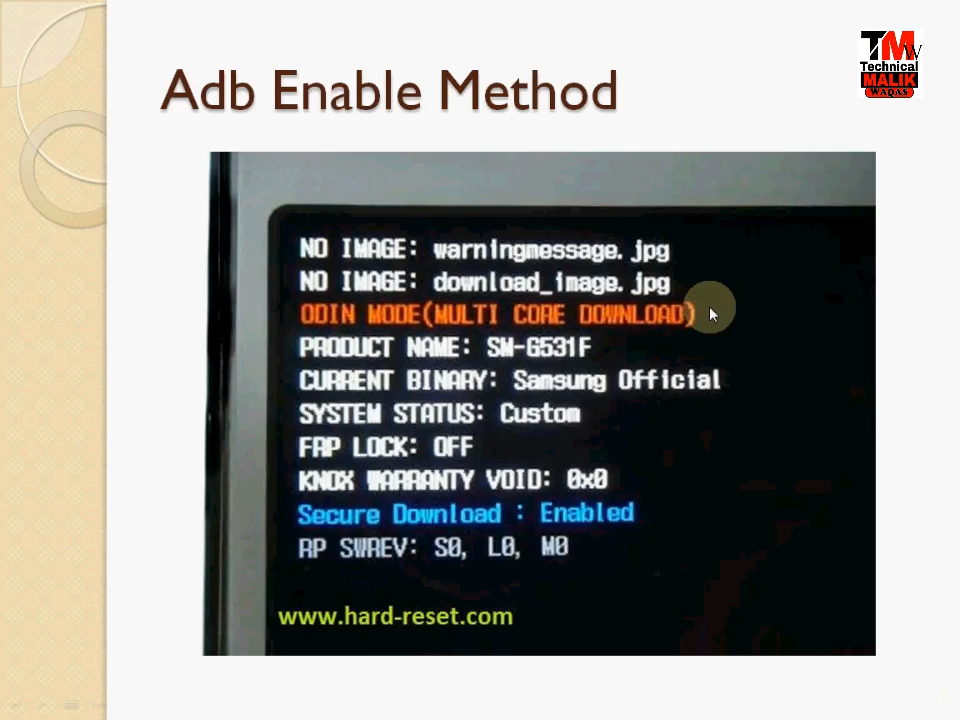 Adb Enable Method
TMW
Technical
MALIK
WAQAS
NO IMAGE: warningmessage.jpg
NO IMAGE: download_image.jpg
ODIN MODE(MULTI CORE DOWNLOAD)
PRODUCT NAME: SM-G531F
CURRENT BINARY: Samsung Official
SYSTEM STATUS: Custom
FRP LOCK: OFF
KNOX WARRANTY VOID: 0x0
Secure Download : Enabled
RP SWREV: S0, L0, M0
www.hard-reset.com